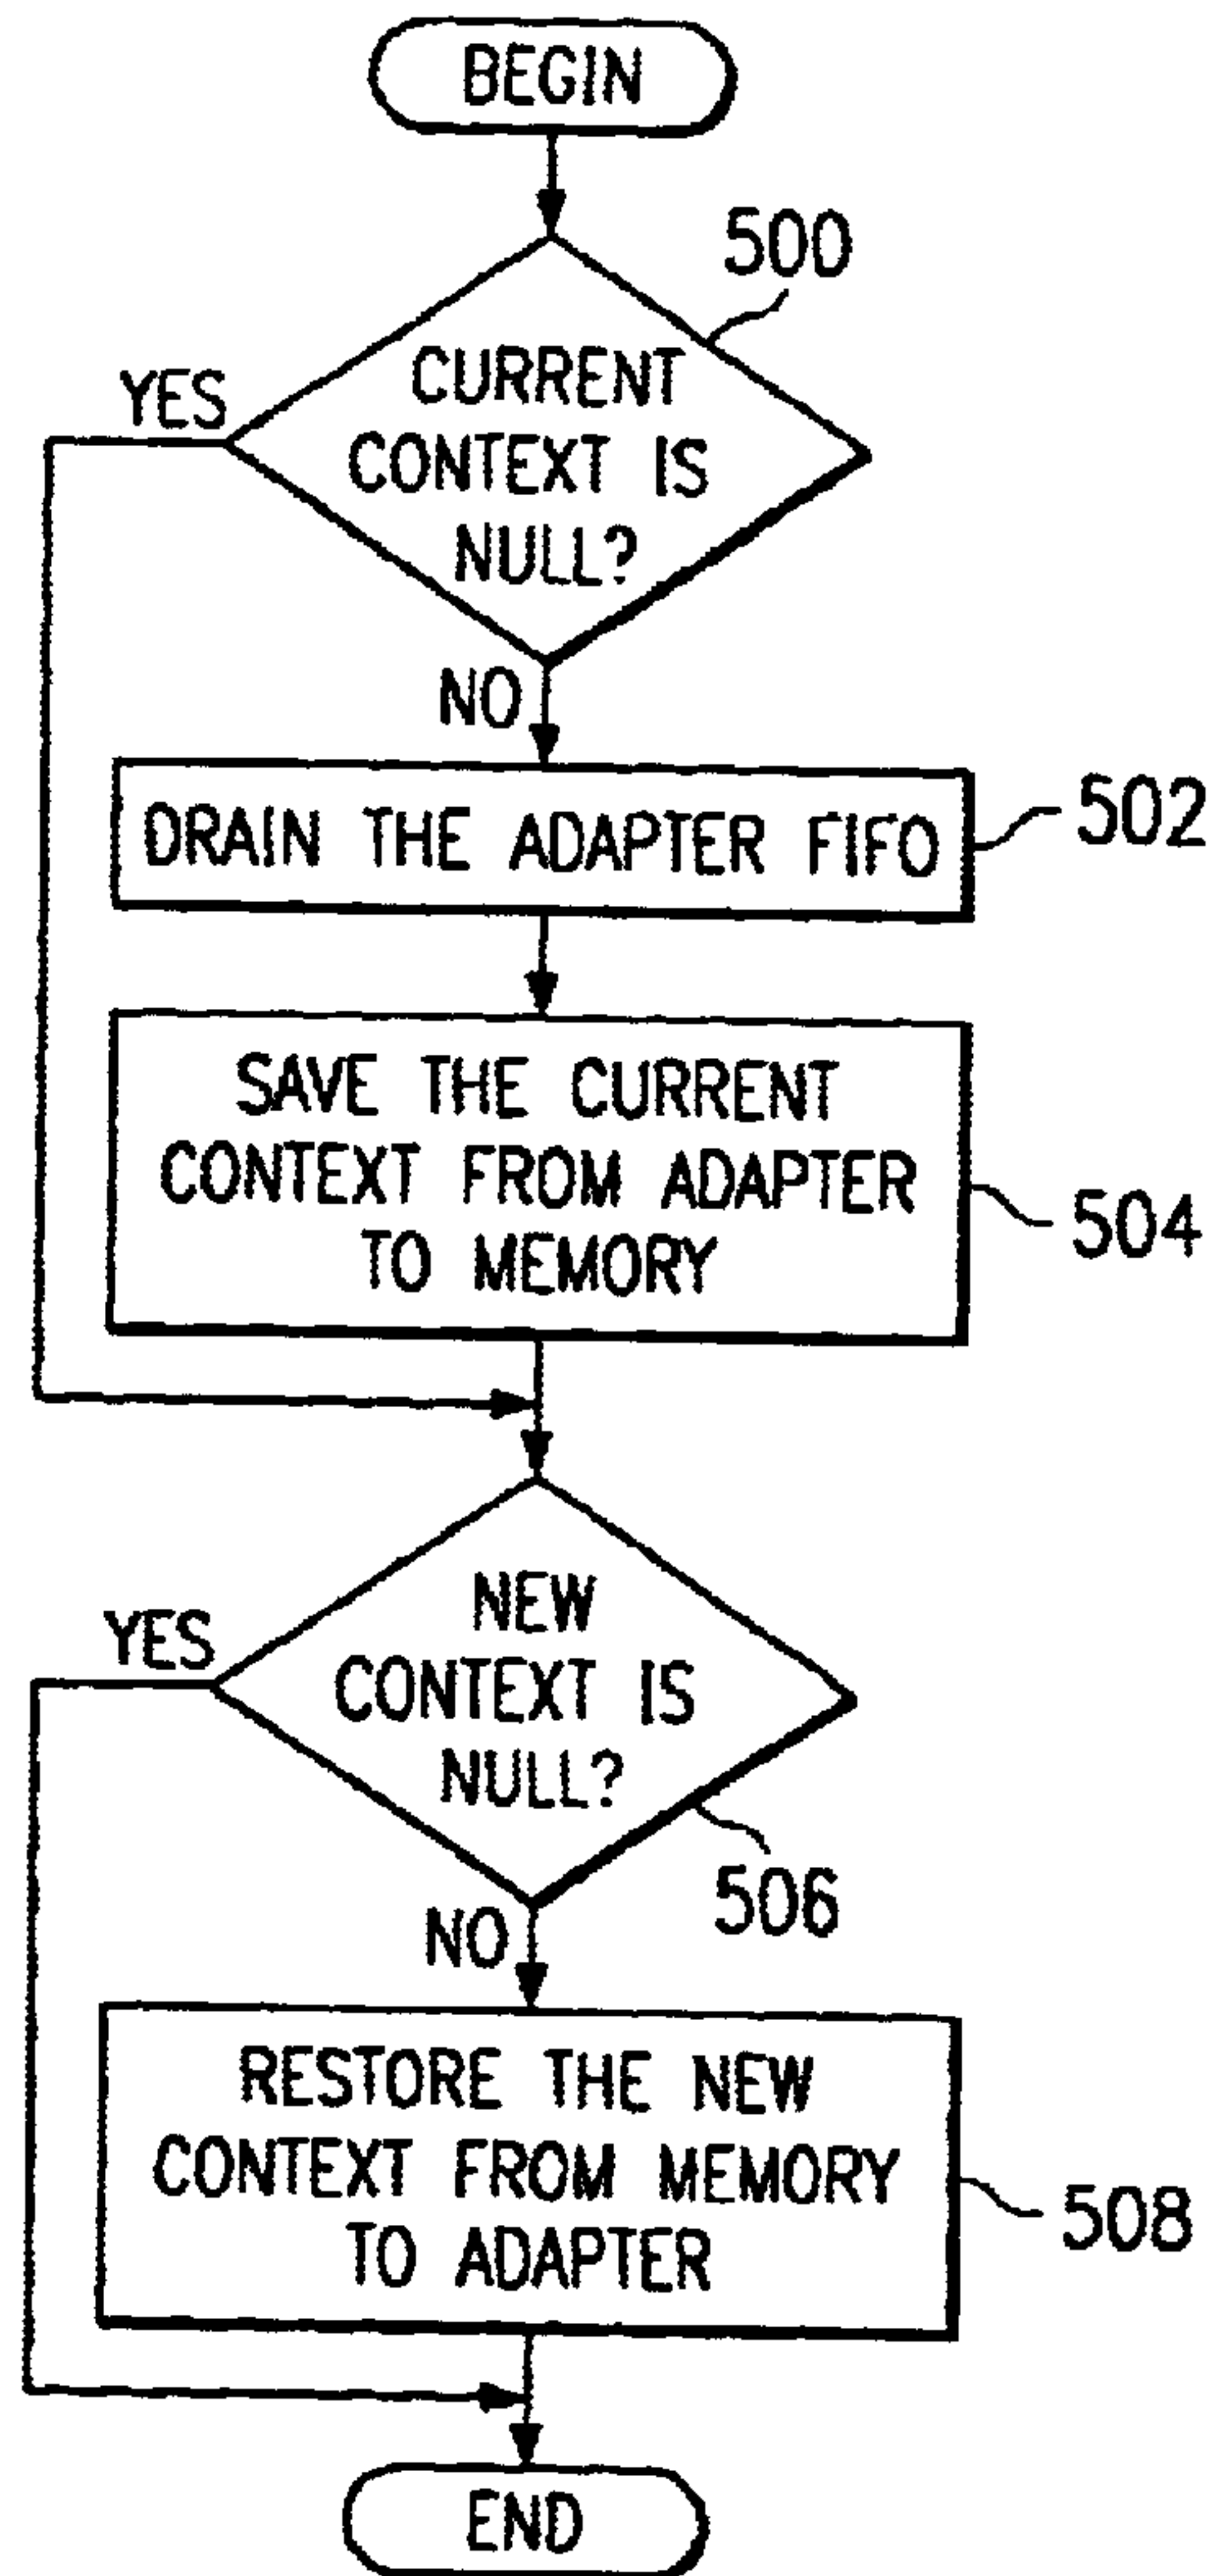 BEGIN
500
CURRENT
CONTEXT IS
NULL?
YES
NO
DRAIN THE ADAPTER FIFO
502
SAVE THE CURRENT
CONTEXT FROM ADAPTER
TO MEMORY
504
NEW
CONTEXT IS
NULL?
YES
506
NO
RESTORE THE NEW
CONTEXT FROM MEMORY
TO ADAPTER
508
END